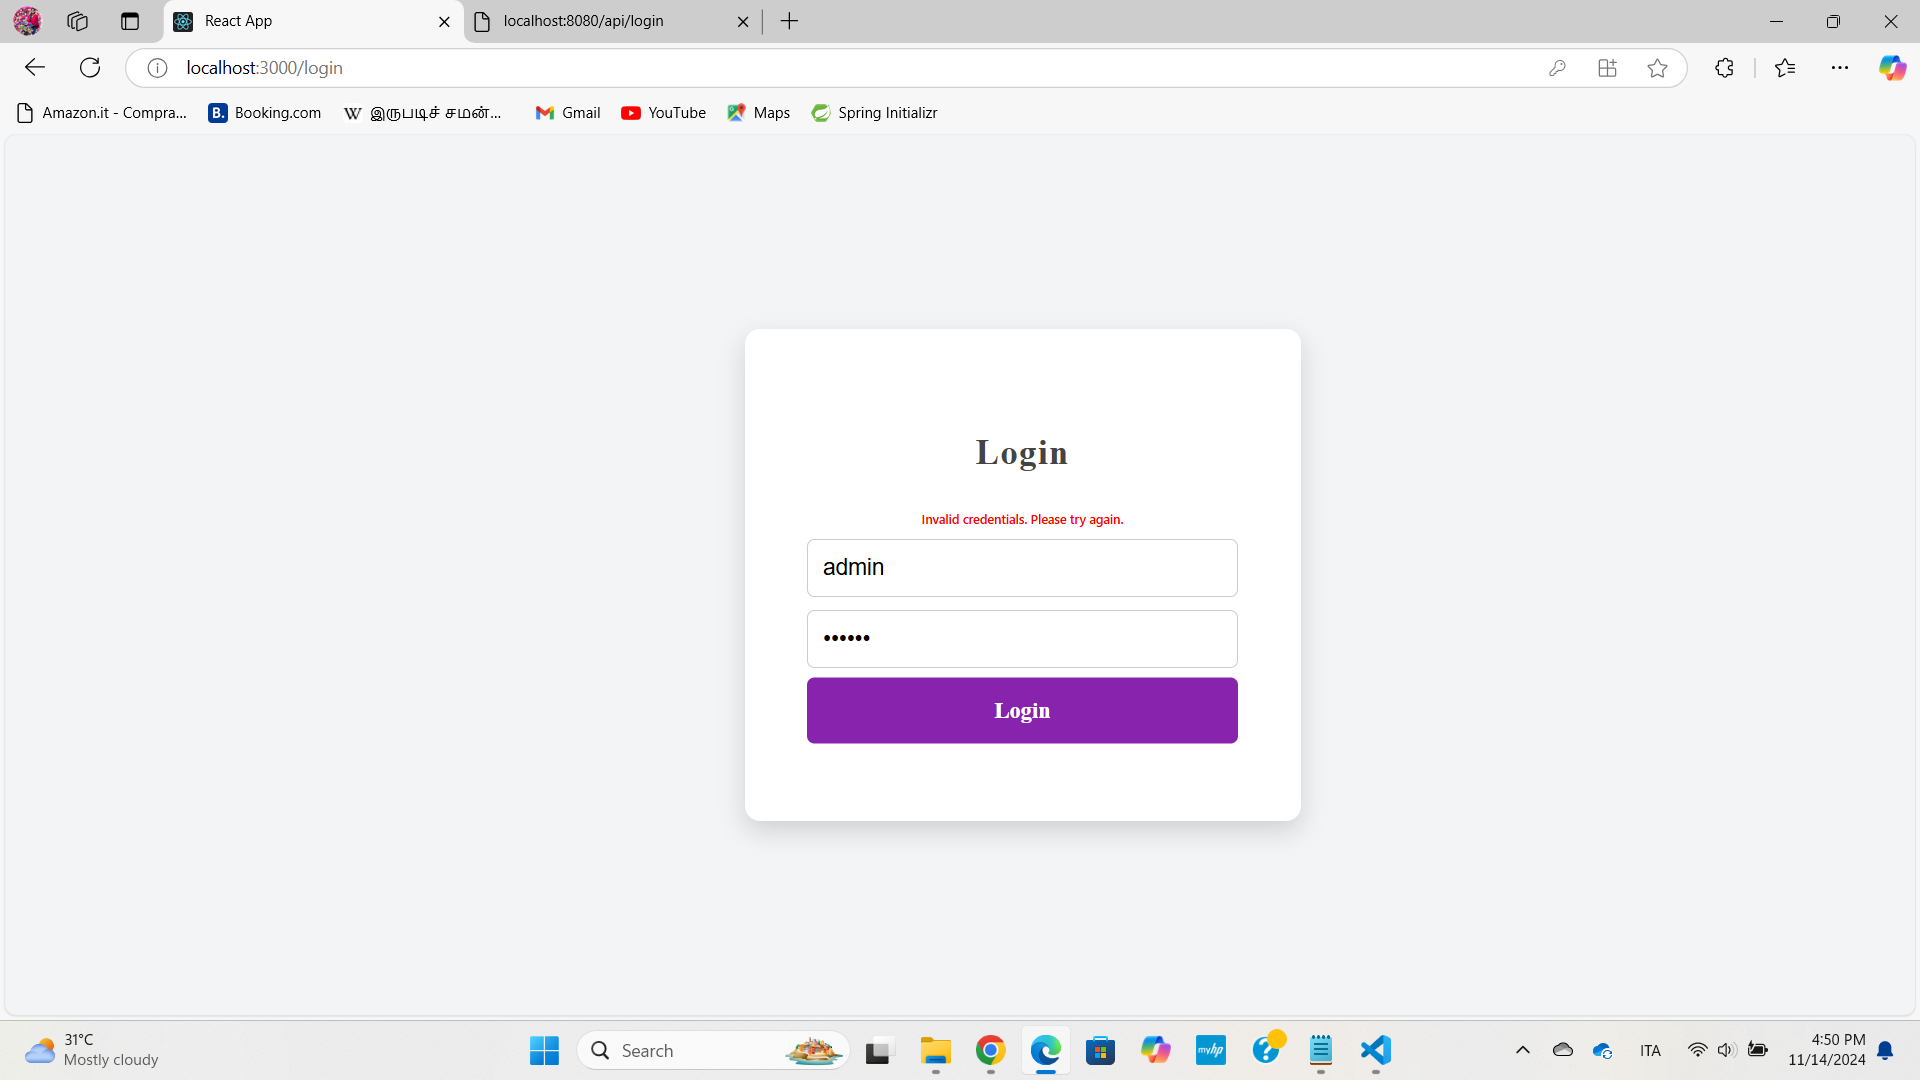 React App
localhost:8080/api/login
localhost:3000/login
Amazon.it - Compra...
B. Booking.com
W இருபடிச் சமன்...
Gmail
YouTube
Maps
Spring Initializr
Login
Invalid credentials. Please try again.
admin
••••••
Login
31°C
Mostly cloudy
Search
myhp
?
ITA
4:50 PM
11/14/2024